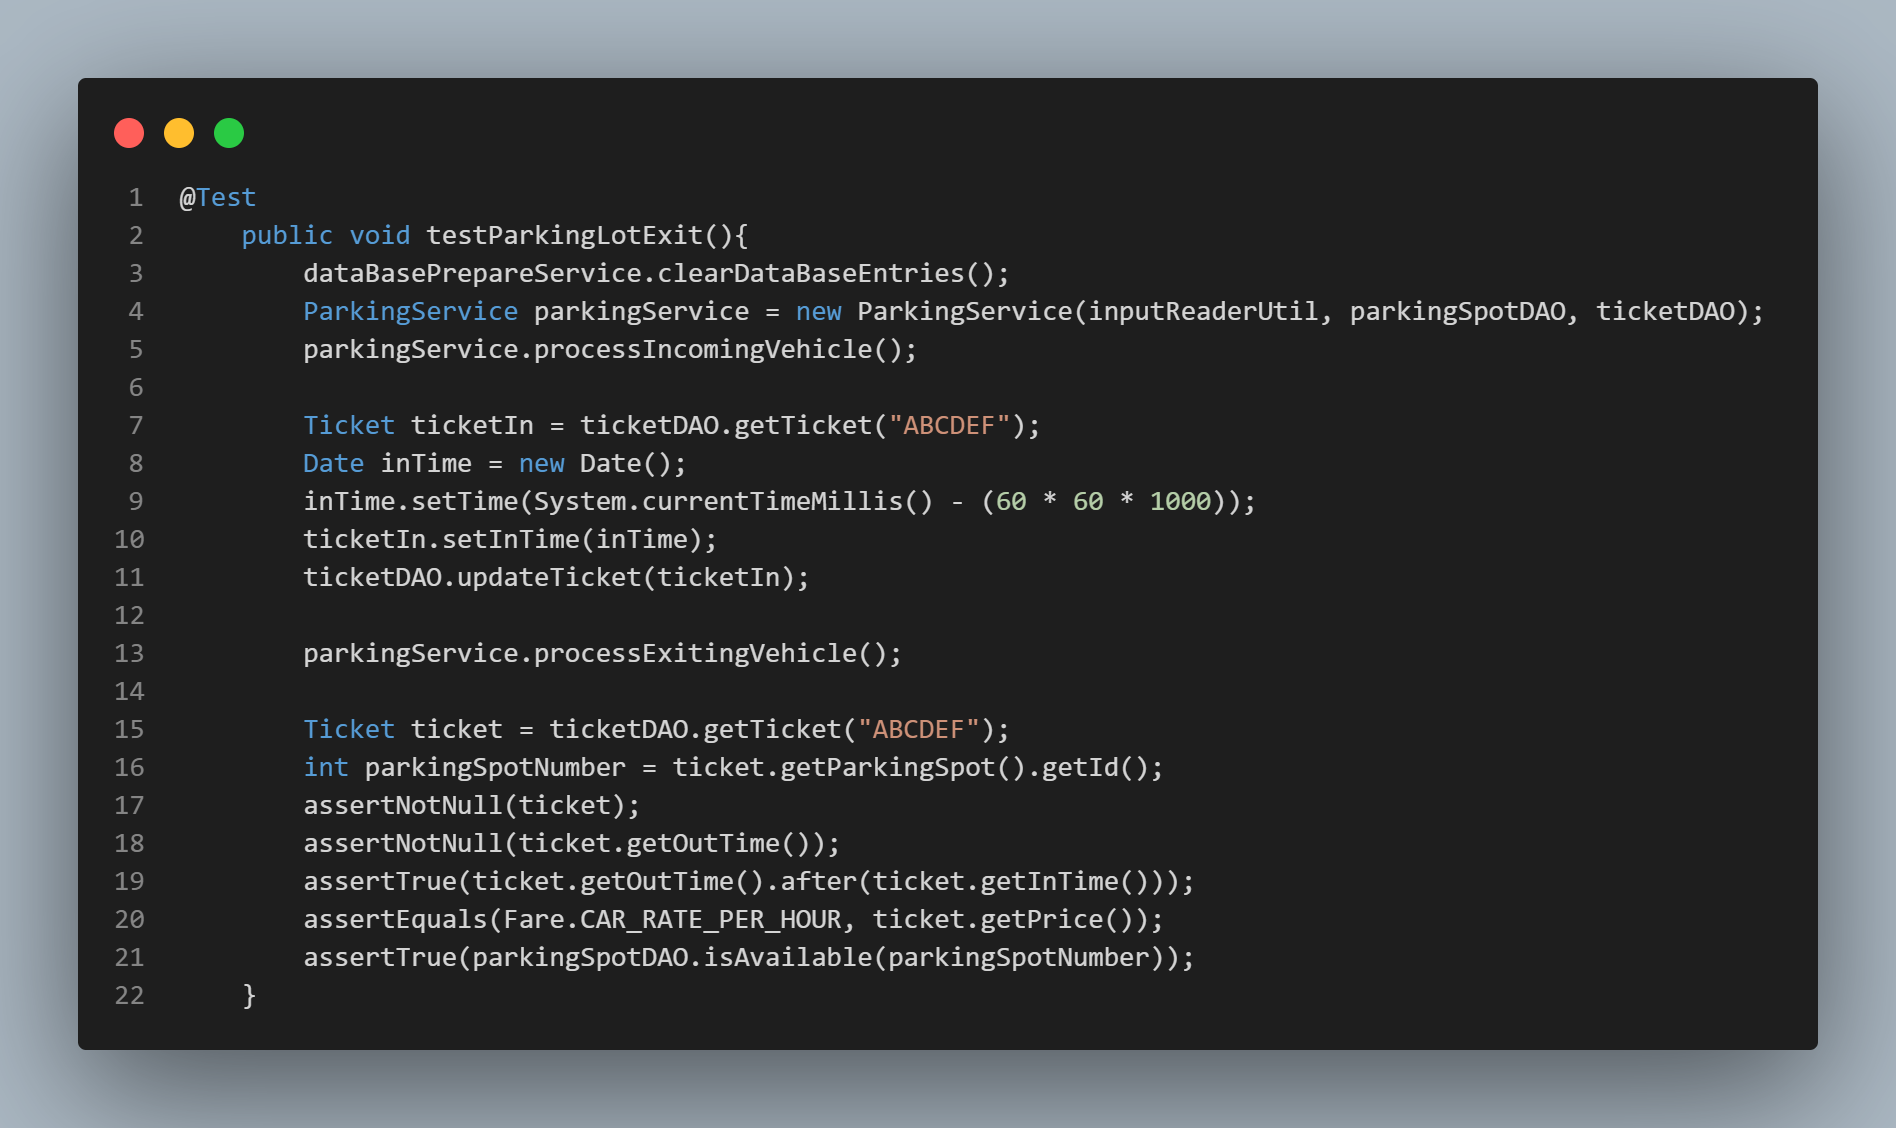 1 @Test
2     public void testParkingLotExit(){
3         dataBasePrepareService.clearDataBaseEntries();
4         ParkingService parkingService = new ParkingService(inputReaderUtil, parkingSpotDAO, ticketDAO);
5         parkingService.processIncomingVehicle();
6
7         Ticket ticketIn = ticketDAO.getTicket("ABCDEF");
8         Date inTime = new Date();
9         inTime.setTime(System.currentTimeMillis() - (60 * 60 * 1000));
10         ticketIn.setInTime(inTime);
11         ticketDAO.updateTicket(ticketIn);
12
13         parkingService.processExitingVehicle();
14
15         Ticket ticket = ticketDAO.getTicket("ABCDEF");
16         int parkingSpotNumber = ticket.getParkingSpot().getId();
17         assertNotNull(ticket);
18         assertNotNull(ticket.getOutTime());
19         assertTrue(ticket.getOutTime().after(ticket.getInTime()));
20         assertEquals(Fare.CAR_RATE_PER_HOUR, ticket.getPrice());
21         assertTrue(parkingSpotDAO.isAvailable(parkingSpotNumber));
22     }